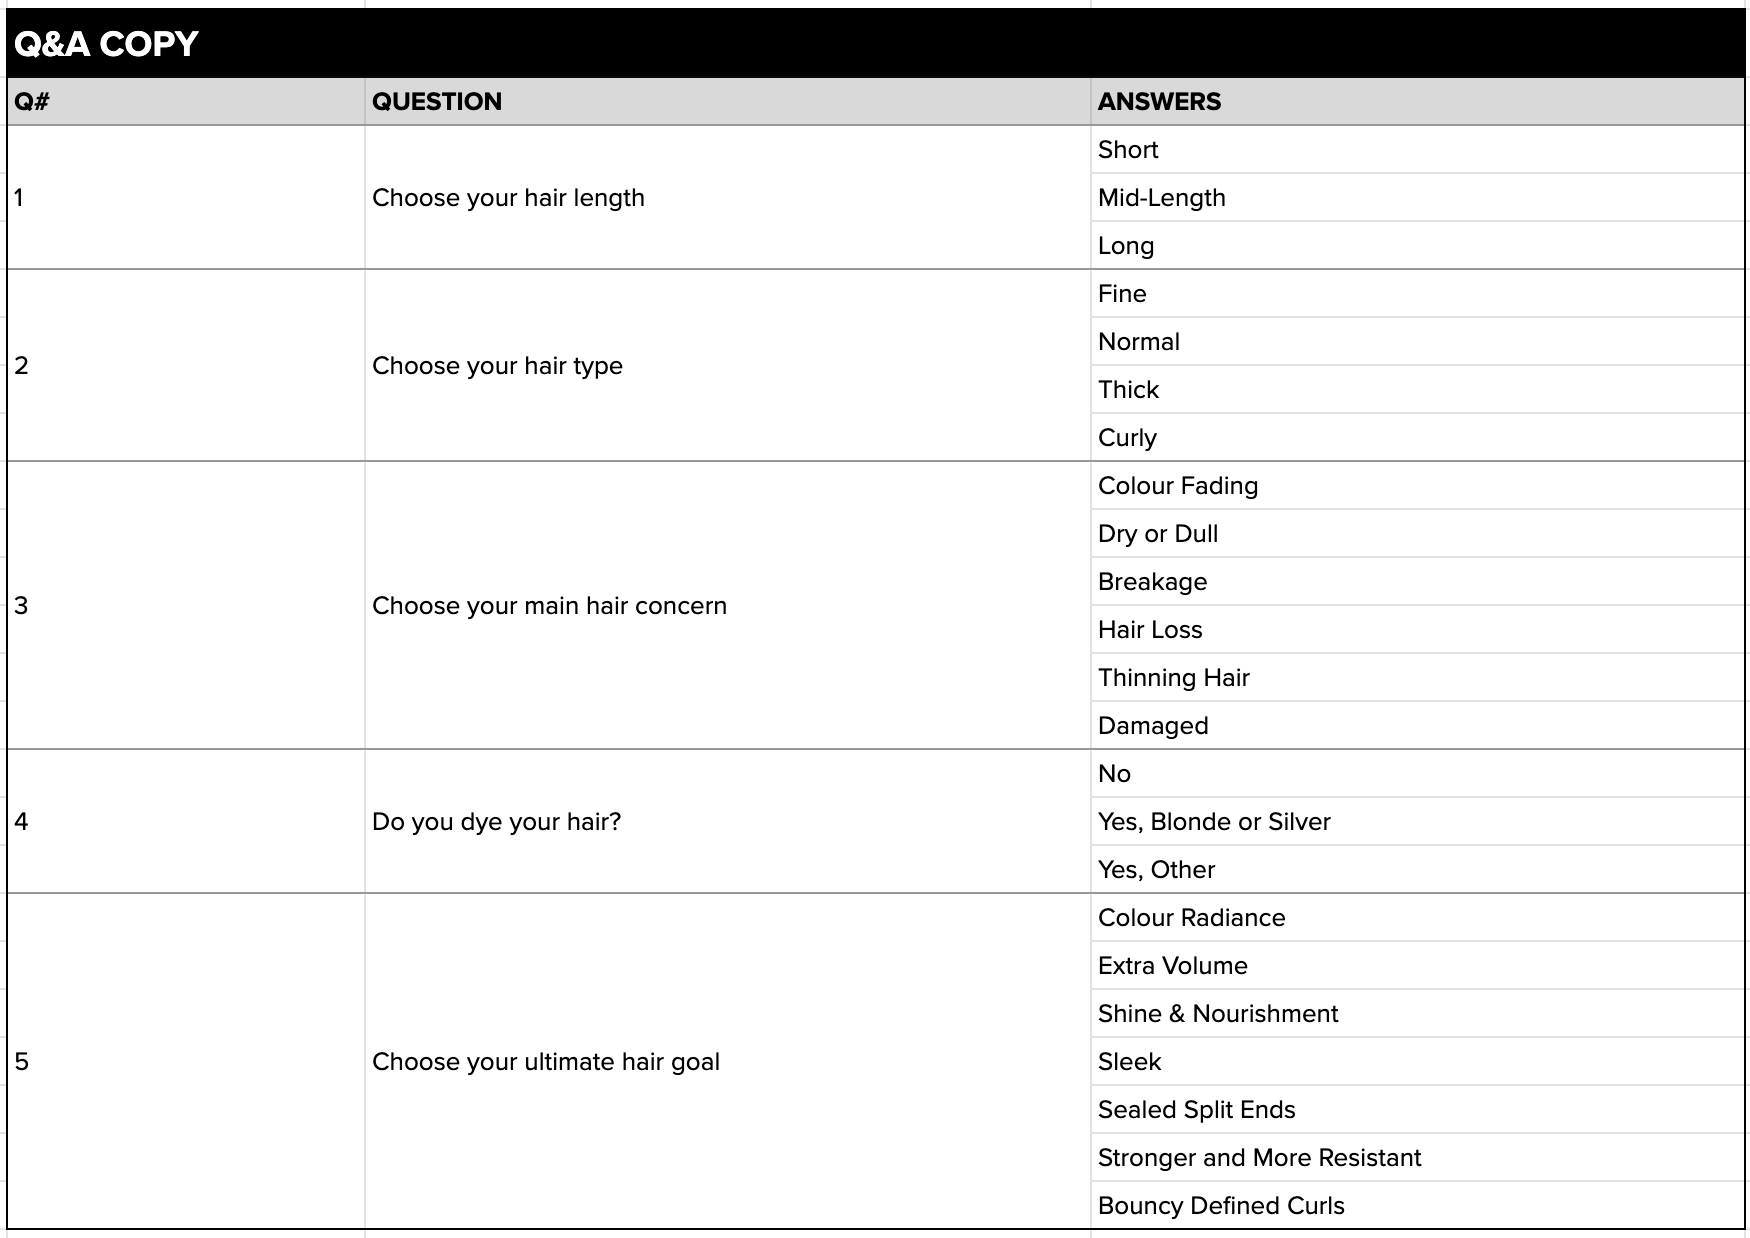 Q&A COPY
Q# QUESTION ANSWERS
1 Choose your hair length
Short
Mid-Length
Long
2 Choose your hair type
Fine
Normal
Thick
Curly
3 Choose your main hair concern
Colour Fading
Dry or Dull
Breakage
Hair Loss
Thinning Hair
Damaged
4 Do you dye your hair?
No
Yes, Blonde or Silver
Yes, Other
5 Choose your ultimate hair goal
Colour Radiance
Extra Volume
Shine & Nourishment
Sleek
Sealed Split Ends
Stronger and More Resistant
Bouncy Defined Curls